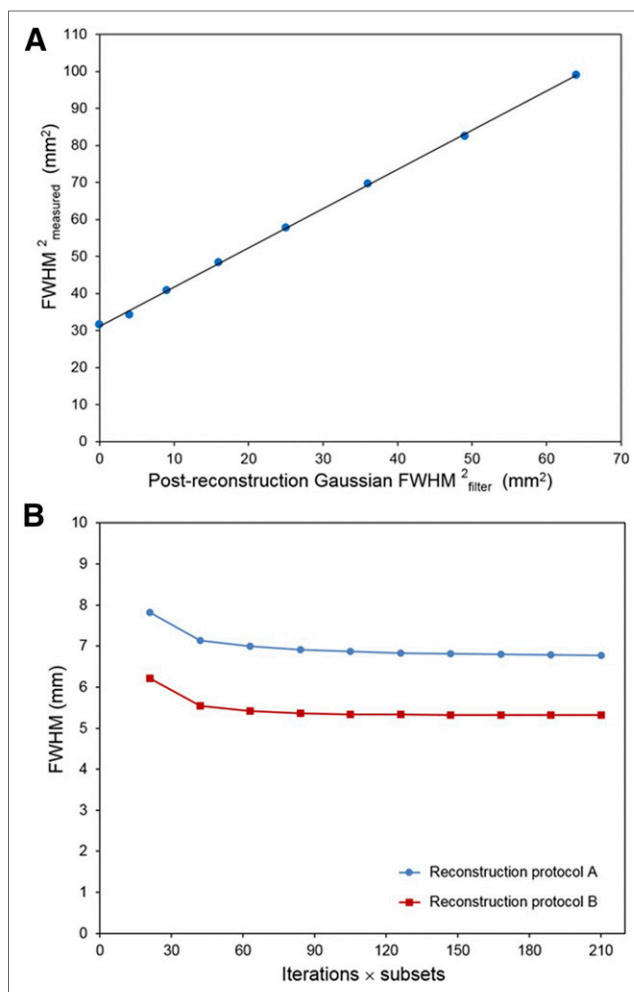 A
110
100
90
80
70
60
50
40
30
20
10
0
FWHM ²measured (mm²)
0 10 20 30 40 50 60 70
Post-reconstruction Gaussian FWHM ²filter (mm²)
B
10
9
8
7
6
5
4
3
2
1
0
FWHM (mm)
Reconstruction protocol A
Reconstruction protocol B
0 30 60 90 120 150 180 210
Iterations × subsets